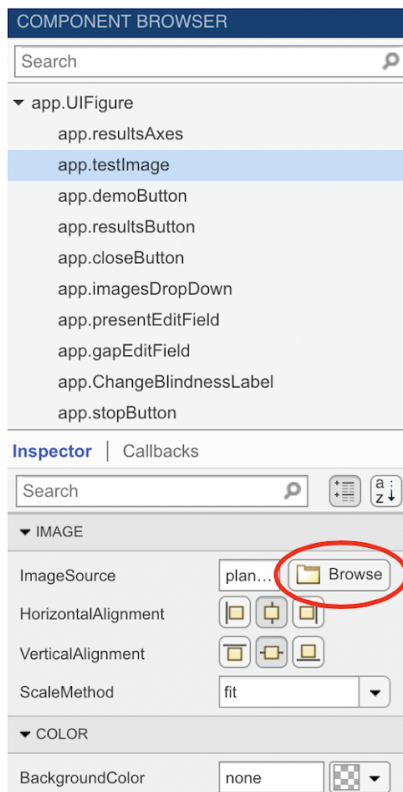 COMPONENT BROWSER
Search
app.UIFigure
app.resultsAxes
app.testImage
app.demoButton
app.resultsButton
app.closeButton
app.imagesDropDown
app.presentEditField
app.gapEditField
app.ChangeBlindnessLabel
app.stopButton
Inspector | Callbacks
Search
a z
IMAGE
ImageSource plan... Browse
HorizontalAlignment
VerticalAlignment
ScaleMethod fit
COLOR
BackgroundColor none